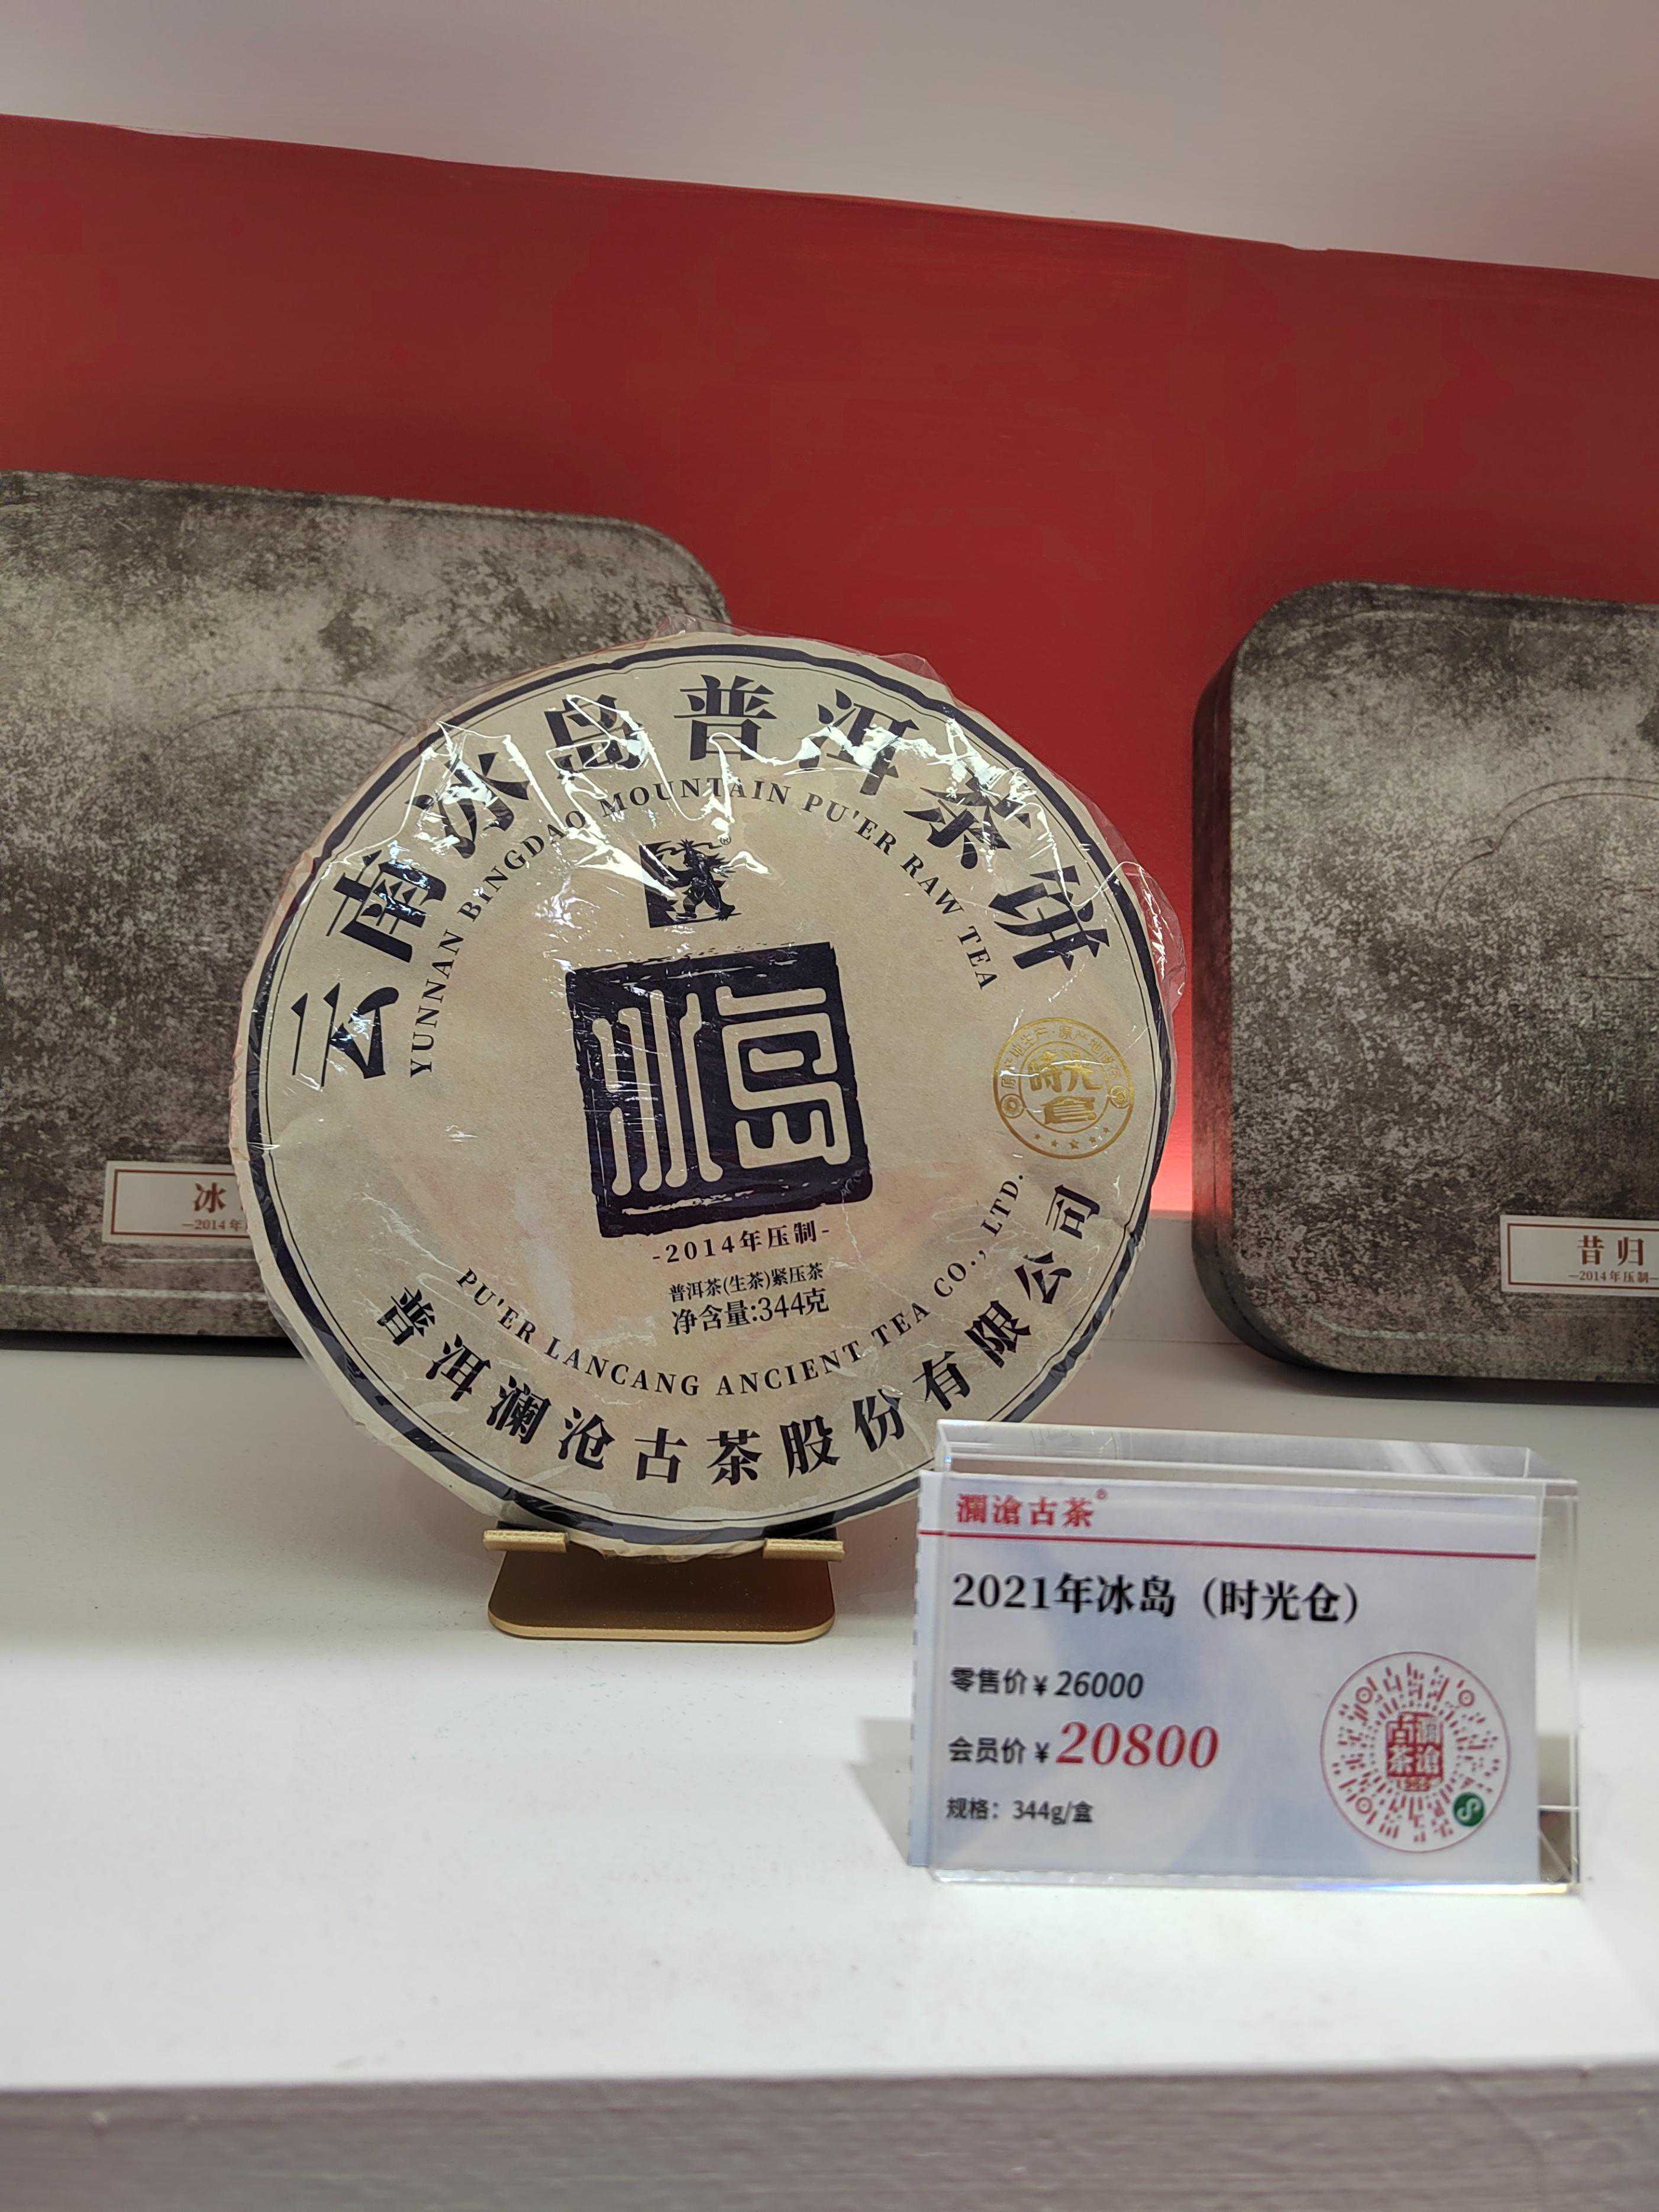 云南冰岛普洱茶饼
YUNNAN BiNGDAO MOUNTAIN PU'ER RAW TEA
冰岛
時光倉
-2014年压制-
普洱茶(生茶)紧压茶
净含量:344克
PU'ER LANCANG ANCIENT TEA CO., LTD.
普洱澜沧古茶股份有限公司
冰
—2014年
昔归
—2014年压制—
瀾滄古茶®
2021年冰岛（时光仓）
零售价¥26000
会员价¥20800
规格：344g/盒